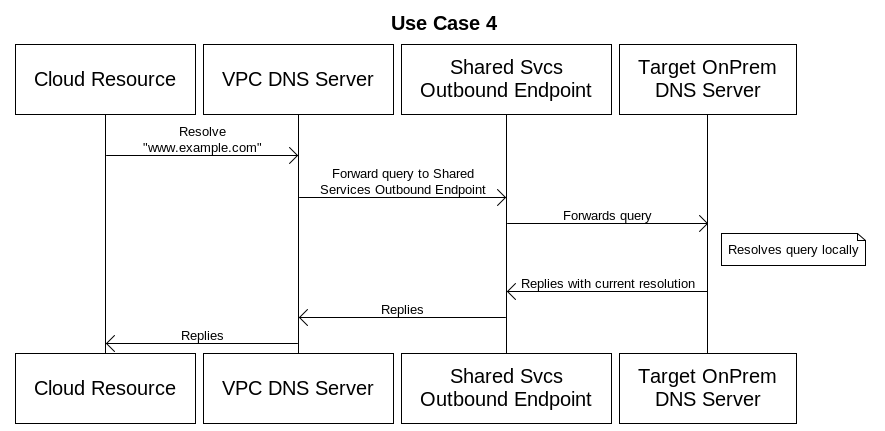 Use Case 4
Cloud Resource
VPC DNS Server
Shared Svcs
Outbound Endpoint
Target OnPrem
DNS Server
Resolve
"www.example.com"
Forward query to Shared
Services Outbound Endpoint
Forwards query
Resolves query locally
Replies with current resolution
Replies
Replies
Cloud Resource
VPC DNS Server
Shared Svcs
Outbound Endpoint
Target OnPrem
DNS Server